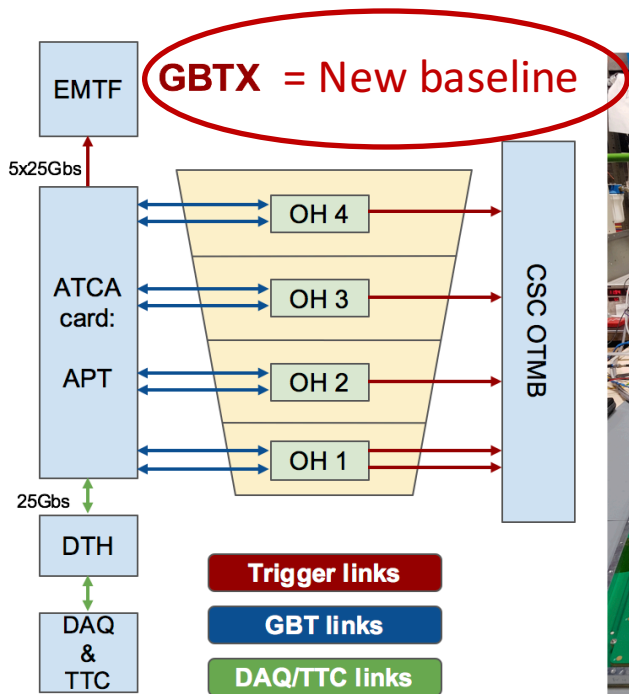 GBTX = New baseline
EMTF
5x25Gbs
ATCA
card:
APT
OH 4
OH 3
OH 2
OH 1
CSC OTMB
25Gbs
DTH
DAQ
&
TTC
Trigger links
GBT links
DAQ/TTC links